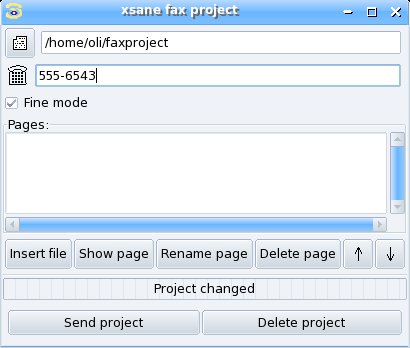 xsane fax project
/home/oli/faxproject
555-6543
Fine mode
Pages:
Insert file Show page Rename page Delete page
Project changed
Send project Delete project